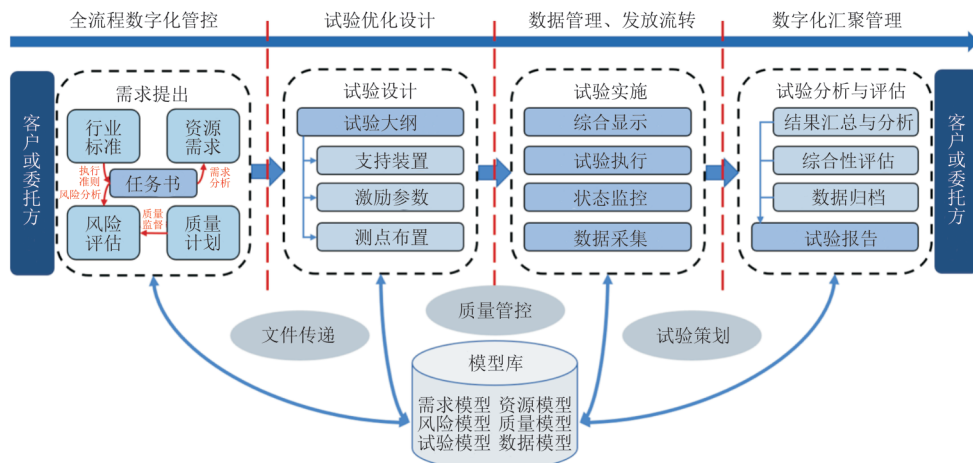 全流程数字化管控
试验优化设计
数据管理、发放流转
数字化汇聚管理
客户或委托方
需求提出
行业
标准
资源
需求
执行
准则
风险分析
任务书
需求
分析
风险
评估
质量
监督
质量
计划
试验设计
试验大纲
支持装置
激励参数
测点布置
试验实施
综合显示
试验执行
状态监控
数据采集
试验分析与评估
结果汇总与分析
综合性评估
数据归档
试验报告
客户或委托方
文件传递
质量管控
试验策划
模型库
需求模型 资源模型
风险模型 质量模型
试验模型 数据模型